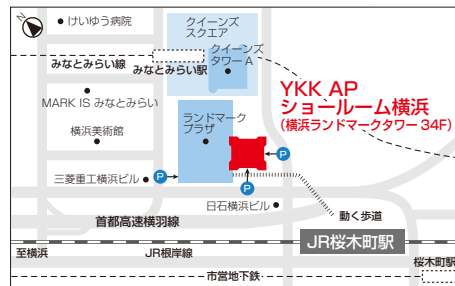 N
けいゆう病院
クイーンズ
スクエア
クイーンズ
タワーA
みなとみらい線
みなとみらい駅
MARK IS みなとみらい
横浜美術館
ランドマーク
プラザ
YKK AP
ショールーム横浜
(横浜ランドマークタワー 34F)
P
三菱重工横浜ビル
P
P
日石横浜ビル
動く歩道
首都高速横羽線
JR桜木町駅
至横浜
JR根岸線
桜木町駅
市営地下鉄